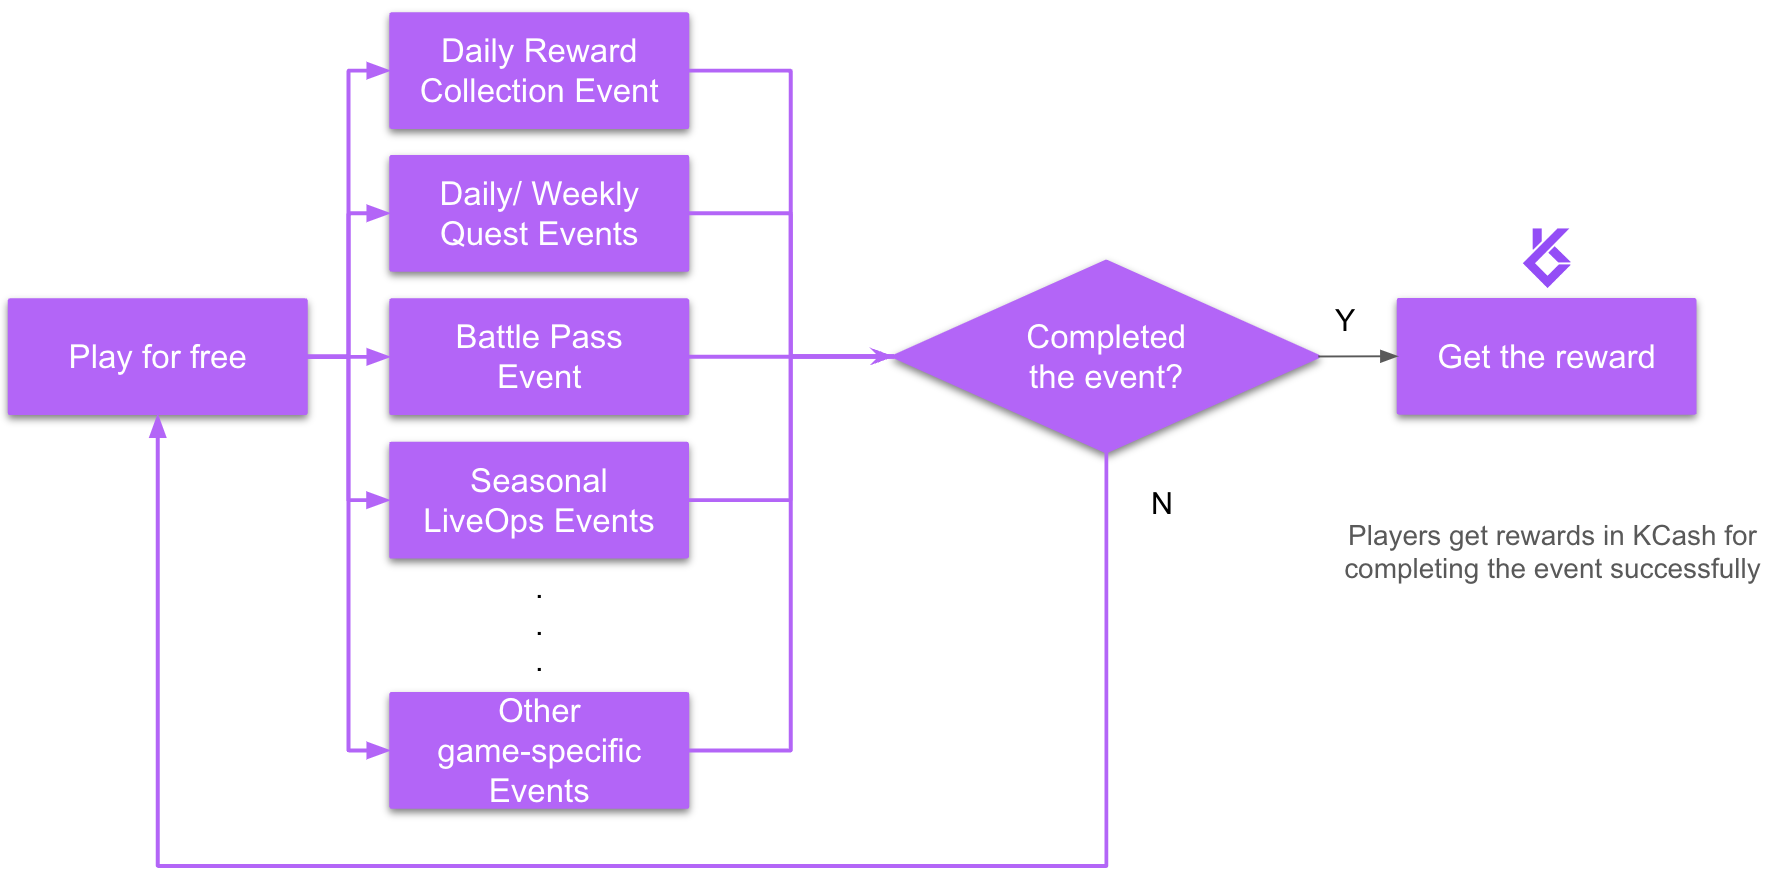 Daily Reward
Collection Event
Daily/ Weekly
Quest Events
Play for free
Battle Pass
Event
Completed
the event?
Y
Get the reward
Seasonal
LiveOps Events
N
Players get rewards in KCash for
completing the event successfully
.
.
.
Other
game-specific
Events